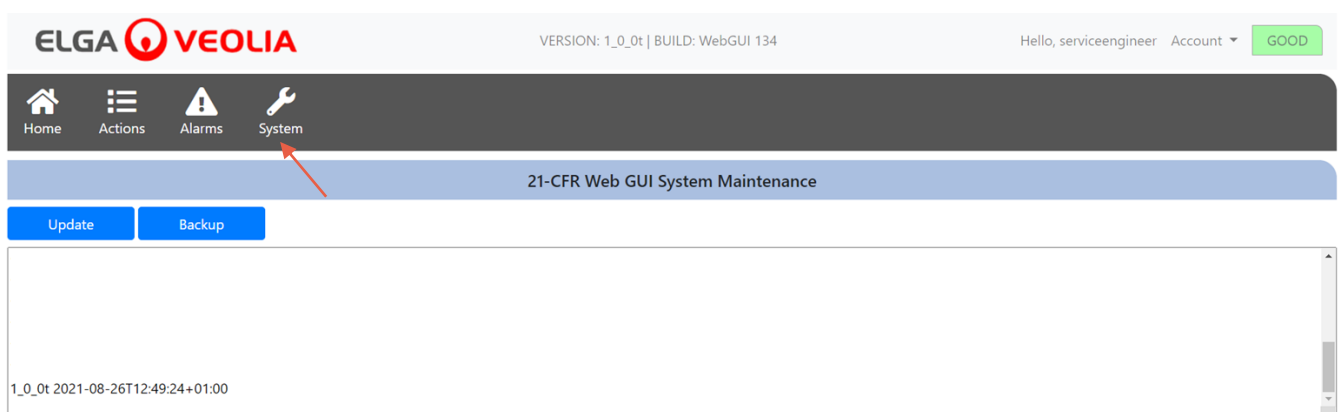 ELGA VEOLIA
VERSION: 1_0_0t | BUILD: WebGUI 134
Hello, serviceengineer Account
GOOD
Home Actions Alarms System
21-CFR Web GUI System Maintenance
Update Backup
1_0_0t 2021-08-26T12:49:24+01:00